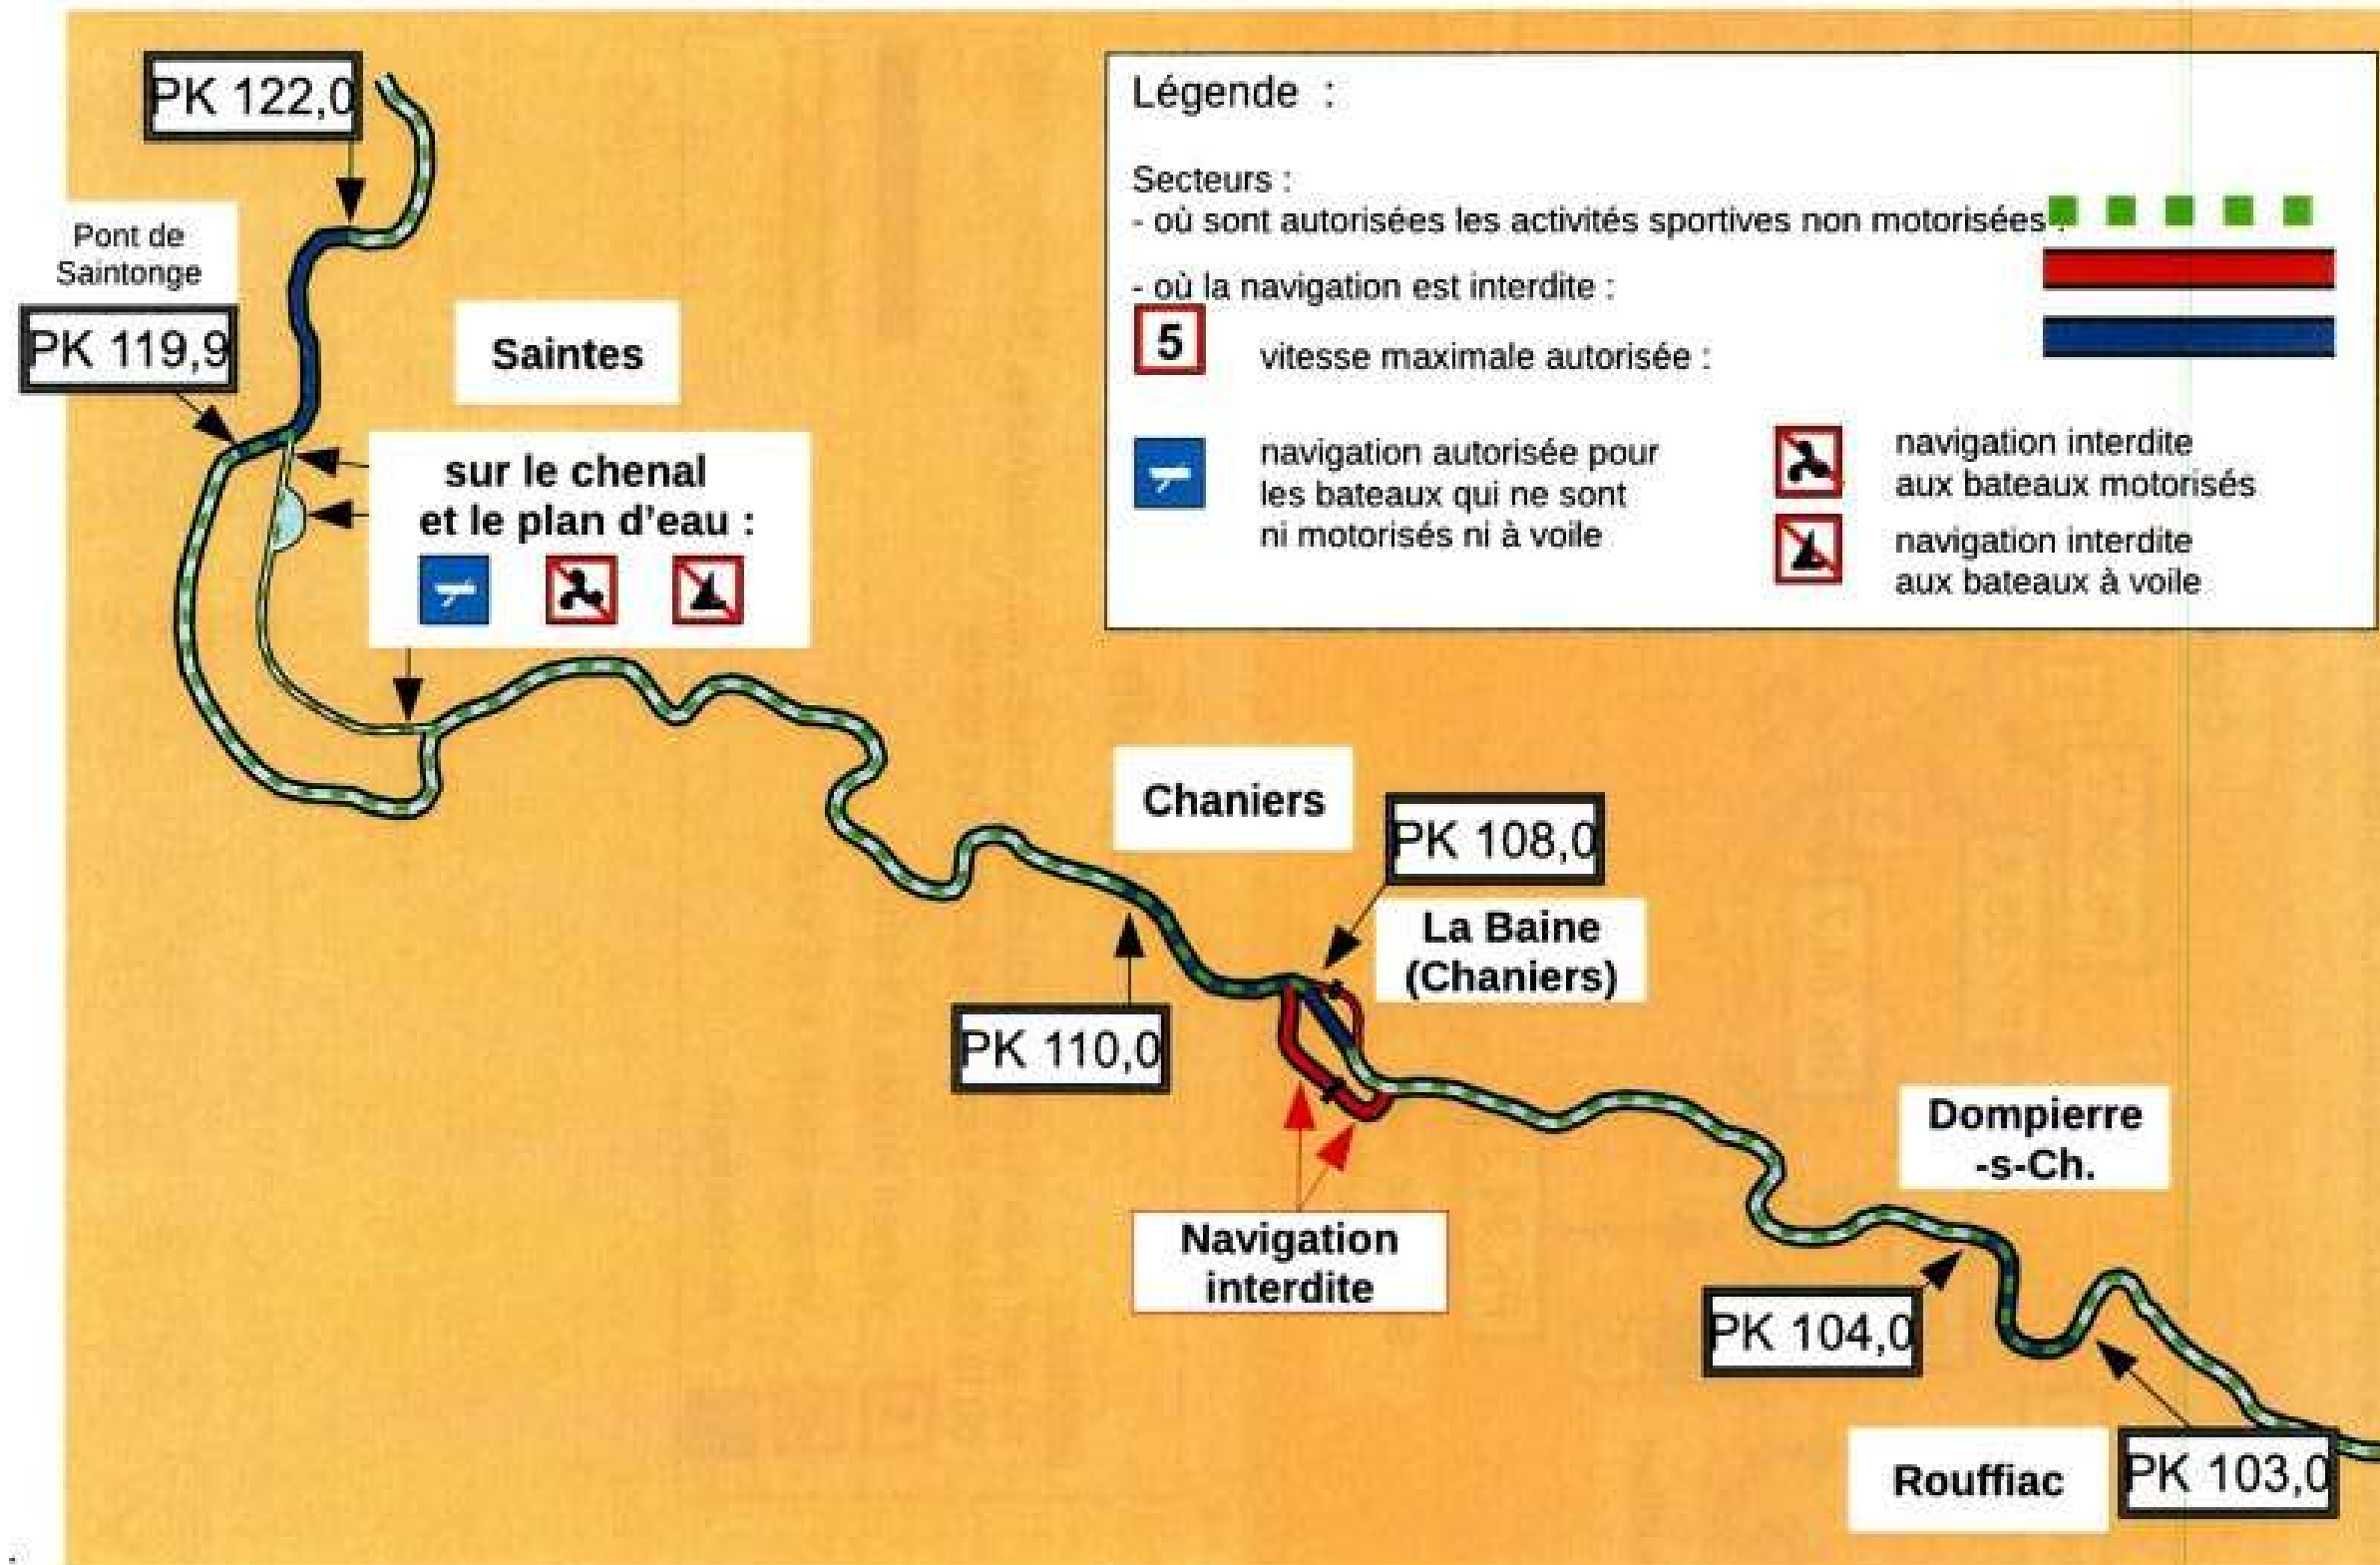 PK 122,0
Pont de
Saintonge
PK 119,9
Saintes
sur le chenal
et le plan d’eau :
Légende :
Secteurs :
- où sont autorisées les activités sportives non motorisées :
- où la navigation est interdite :
5 vitesse maximale autorisée :
navigation autorisée pour
les bateaux qui ne sont
ni motorisés ni à voile
navigation interdite
aux bateaux motorisés
navigation interdite
aux bateaux à voile
Chaniers
PK 108,0
La Baine
(Chaniers)
PK 110,0
Navigation
interdite
Dompierre
-s-Ch.
PK 104,0
Rouffiac
PK 103,0